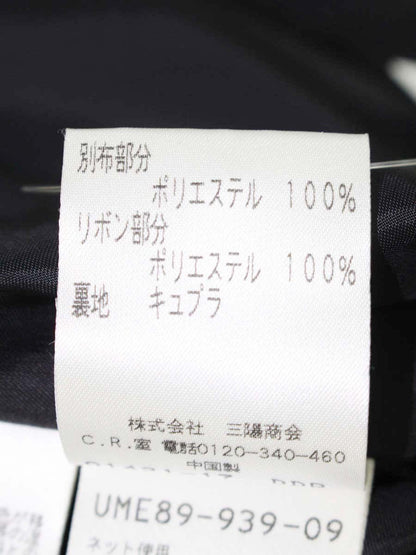 別布部分
ポリエステル 100%
リボン部分
ポリエステル 100%
裏地 キュプラ
株式会社 三陽商会
C.R.室 電話0120-340-460
中国製
UME89-939-09
ネット使用